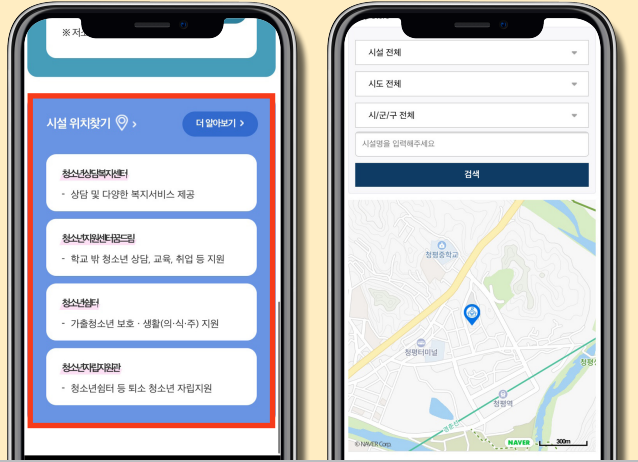 ※ 저소
시설 위치찾기
더 알아보기 >
청소년상담복지센터
- 상담 및 다양한 복지서비스 제공
청소년지원센터꿈드림
- 학교 밖 청소년 상담, 교육, 취업 등 지원
청소년쉼터
- 가출청소년 보호 · 생활(의·식·주) 지원
청소년자립지원관
- 청소년쉼터 등 퇴소 청소년 자립지원
시설 전체
시도 전체
시/군/구 전체
시설명을 입력해주세요
검색
청평중학교
청평터미널
청평
청평역
경춘선
© NAVER Corp.
NAVER
300m